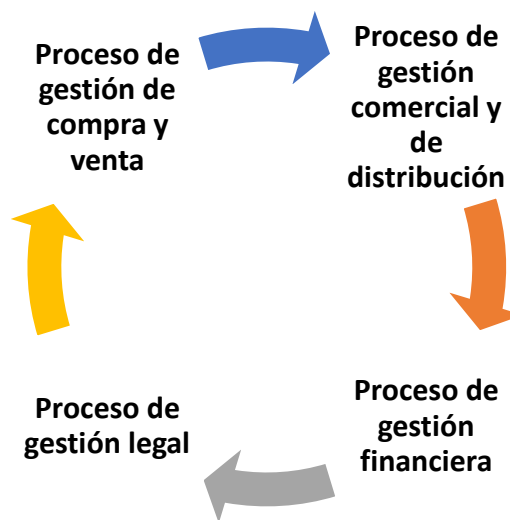 Proceso de
gestión de
compra y
venta
Proceso de
gestión
comercial y
de
distribución
Proceso de
gestión
financiera
Proceso de
gestión legal